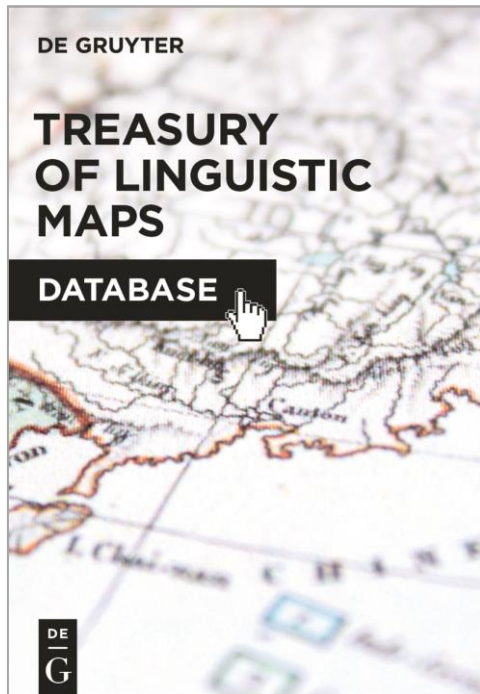 DE GRUYTER
TREASURY
OF LINGUISTIC
MAPS
DATABASE
Canton
C H I N
DE
G